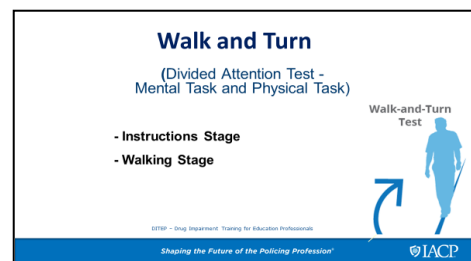 Walk and Turn
(Divided Attention Test -
Mental Task and Physical Task)
Walk-and-Turn
Test
- Instructions Stage
- Walking Stage
DITEP – Drug Impairment Training for Education Professionals
Shaping the Future of the Policing Profession®
IACP